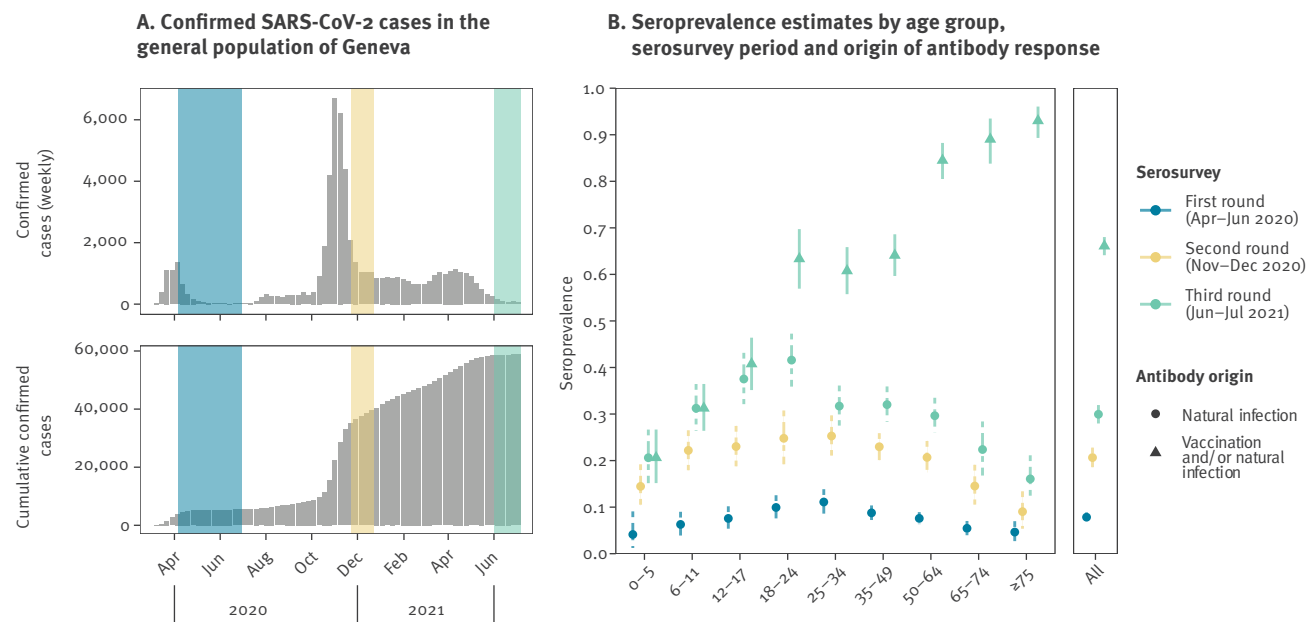 A. Confirmed SARS-CoV-2 cases in the
general population of Geneva
Confirmed
cases (weekly)
6,000
4,000
2,000
0
Cumulative confirmed
cases
60,000
40,000
20,000
0
Apr
Jun
Aug
Oct
Dec
Feb
Apr
Jun
2020
2021
B. Seroprevalence estimates by age group,
serosurvey period and origin of antibody response
Seroprevalence
1.0
0.9
0.8
0.7
0.6
0.5
0.4
0.3
0.2
0.1
0.0
0–5
6–11
12–17
18–24
25–34
35–49
50–64
65–74
≥75
All
Serosurvey
First round
(Apr–Jun 2020)
Second round
(Nov–Dec 2020)
Third round
(Jun–Jul 2021)
Antibody origin
Natural infection
Vaccination
and/or natural
infection